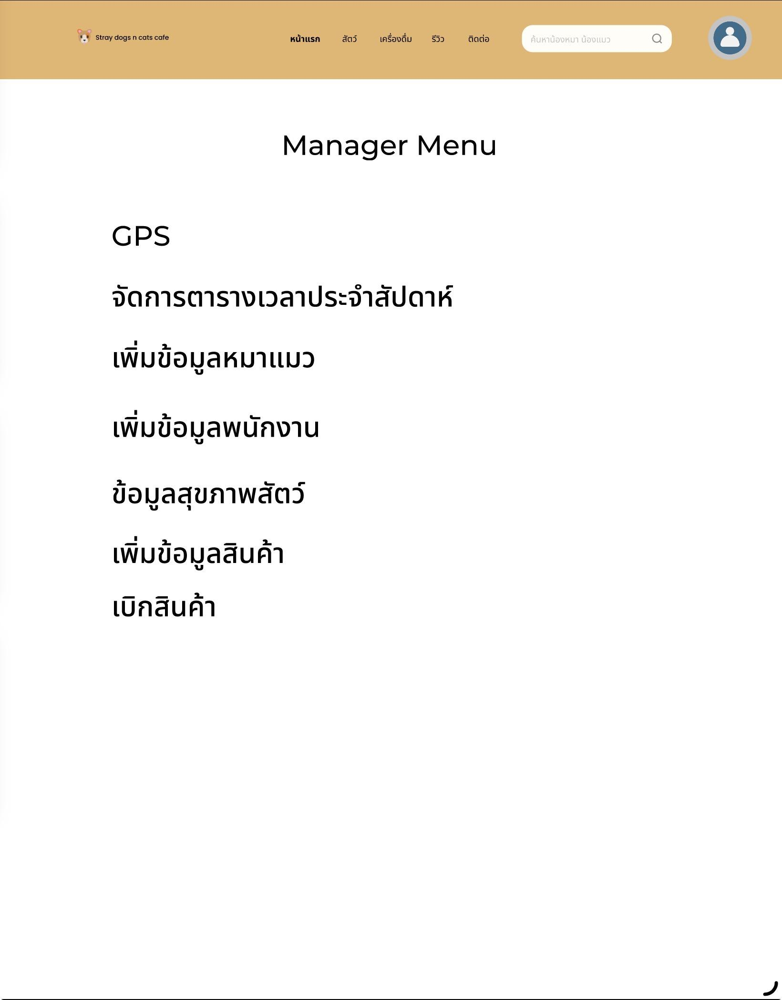 Stray dogs n cats cafe
หน้าแรก สัตว์ เครื่องดื่ม รีวิว ติดต่อ
ค้นหาน้องหมา น้องแมว
Manager Menu
GPS
จัดการตารางเวลาประจำสัปดาห์
เพิ่มข้อมูลหมาแมว
เพิ่มข้อมูลพนักงาน
ข้อมูลสุขภาพสัตว์
เพิ่มข้อมูลสินค้า
เบิกสินค้า